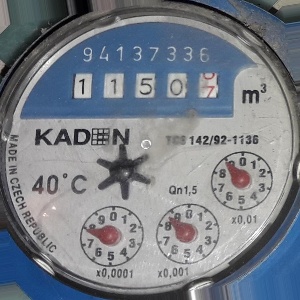 94137336
11507 m³
KADEN TCS 142/92-1136
MADE IN CZECH REPUBLIC
40°C Qn1,5
x0,01
x0,0001 x0,001